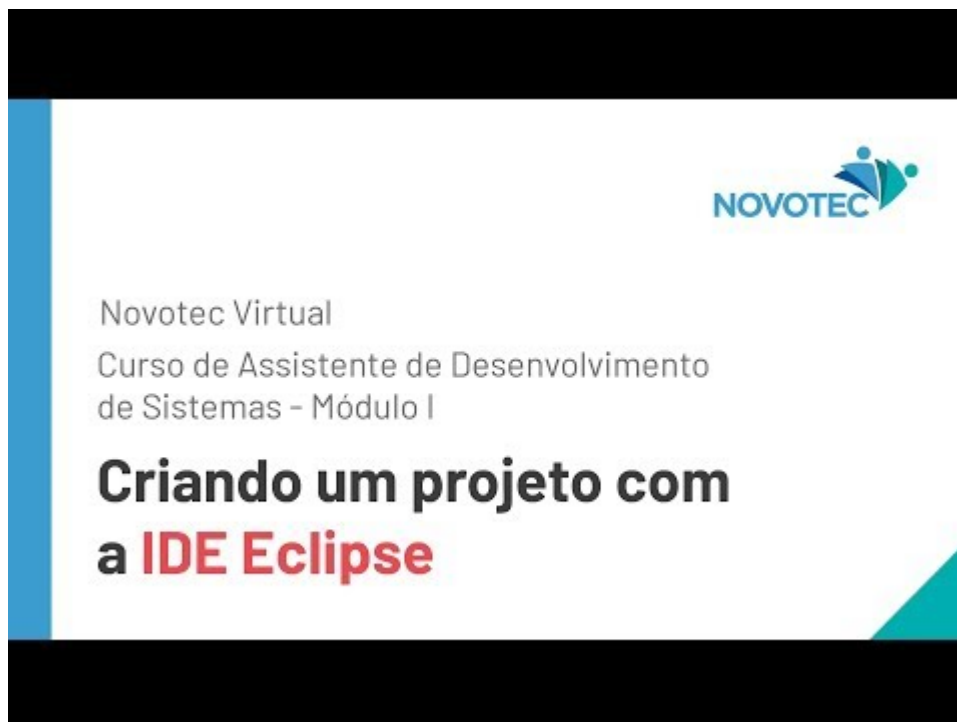 NOVOTEC
Novotec Virtual
Curso de Assistente de Desenvolvimento
de Sistemas - Módulo I
Criando um projeto com
a IDE Eclipse